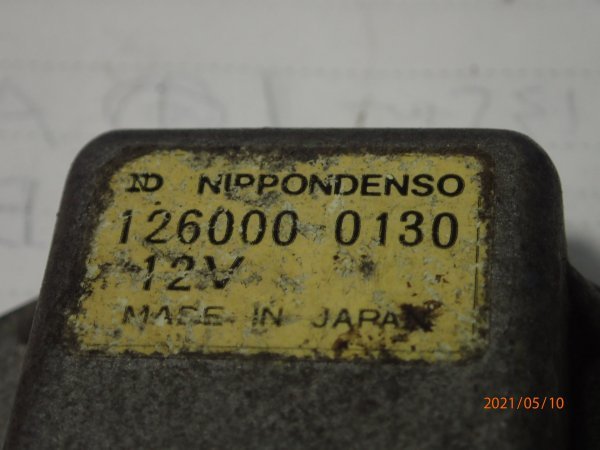 ND NIPPONDENSO
126000 0130
12V
MADE IN JAPAN
2021/05/10